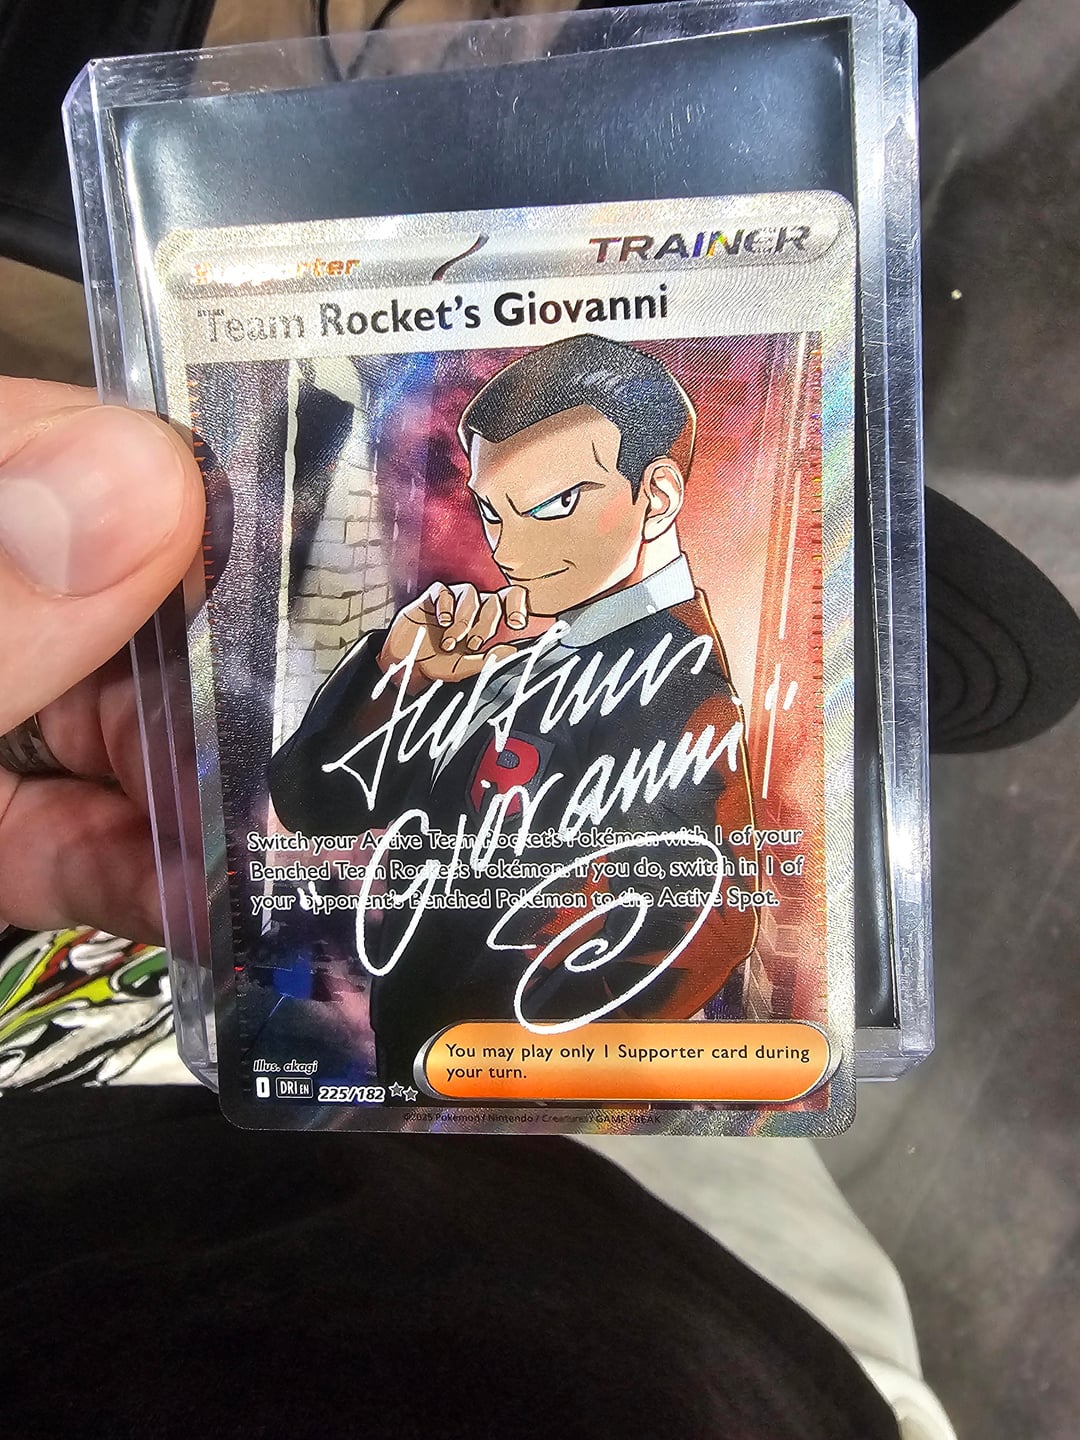 Supporter
TRAINER
Team Rocket's Giovanni
R
"Giovanni"
Switch your Active Team Rocket's Pokémon with 1 of your
Benched Team Rocket's Pokémon. If you do, switch in 1 of
your opponent's Benched Pokémon to the Active Spot.
You may play only 1 Supporter card during
your turn.
Illus. akagi
I DRI EN 225/182
©2025 Pokémon / Nintendo / Creatures / GAME FREAK